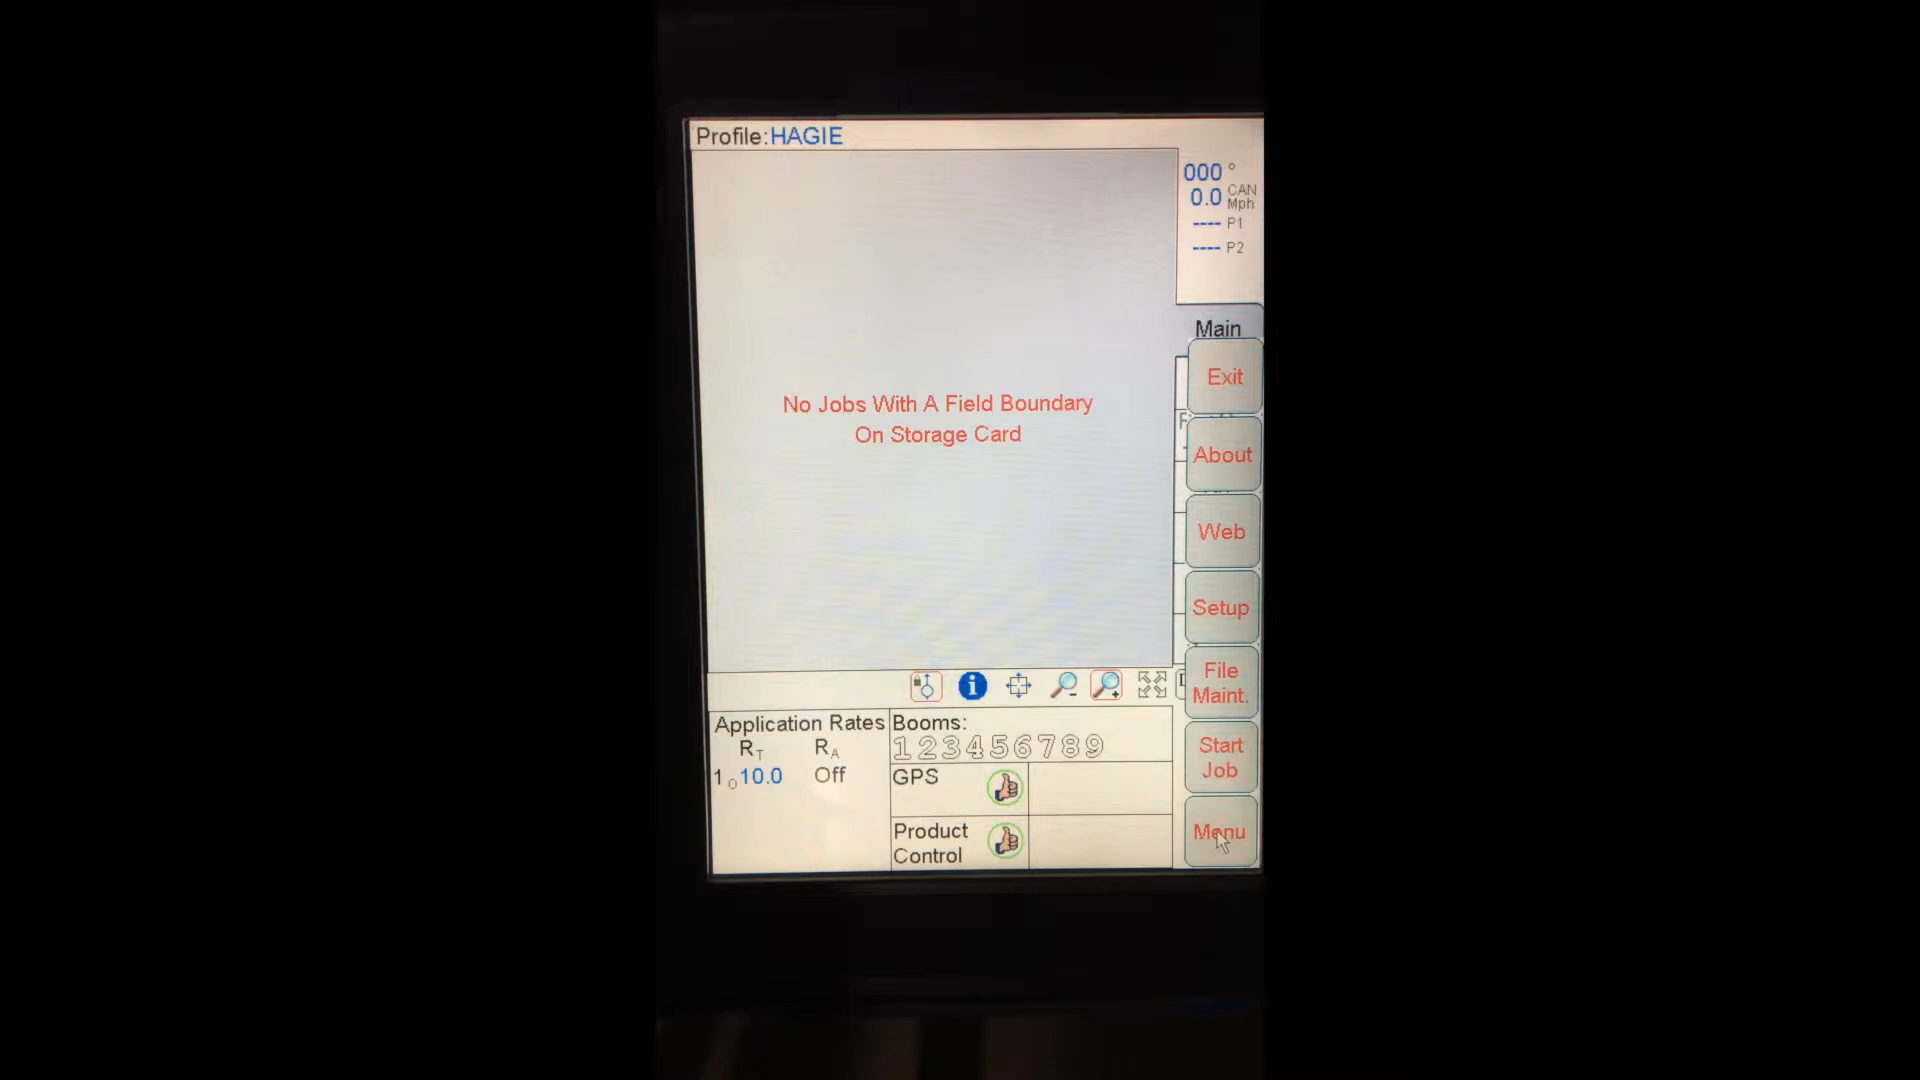 Profile:HAGIE
000 °
0.0 CAN Mph
---- P1
---- P2
Main
Exit
About
Web
Setup
File
Maint.
Start
Job
Menu
No Jobs With A Field Boundary
On Storage Card
Application Rates
RT RA
1 0 10.0 Off
Booms:
123456789
GPS
Product
Control